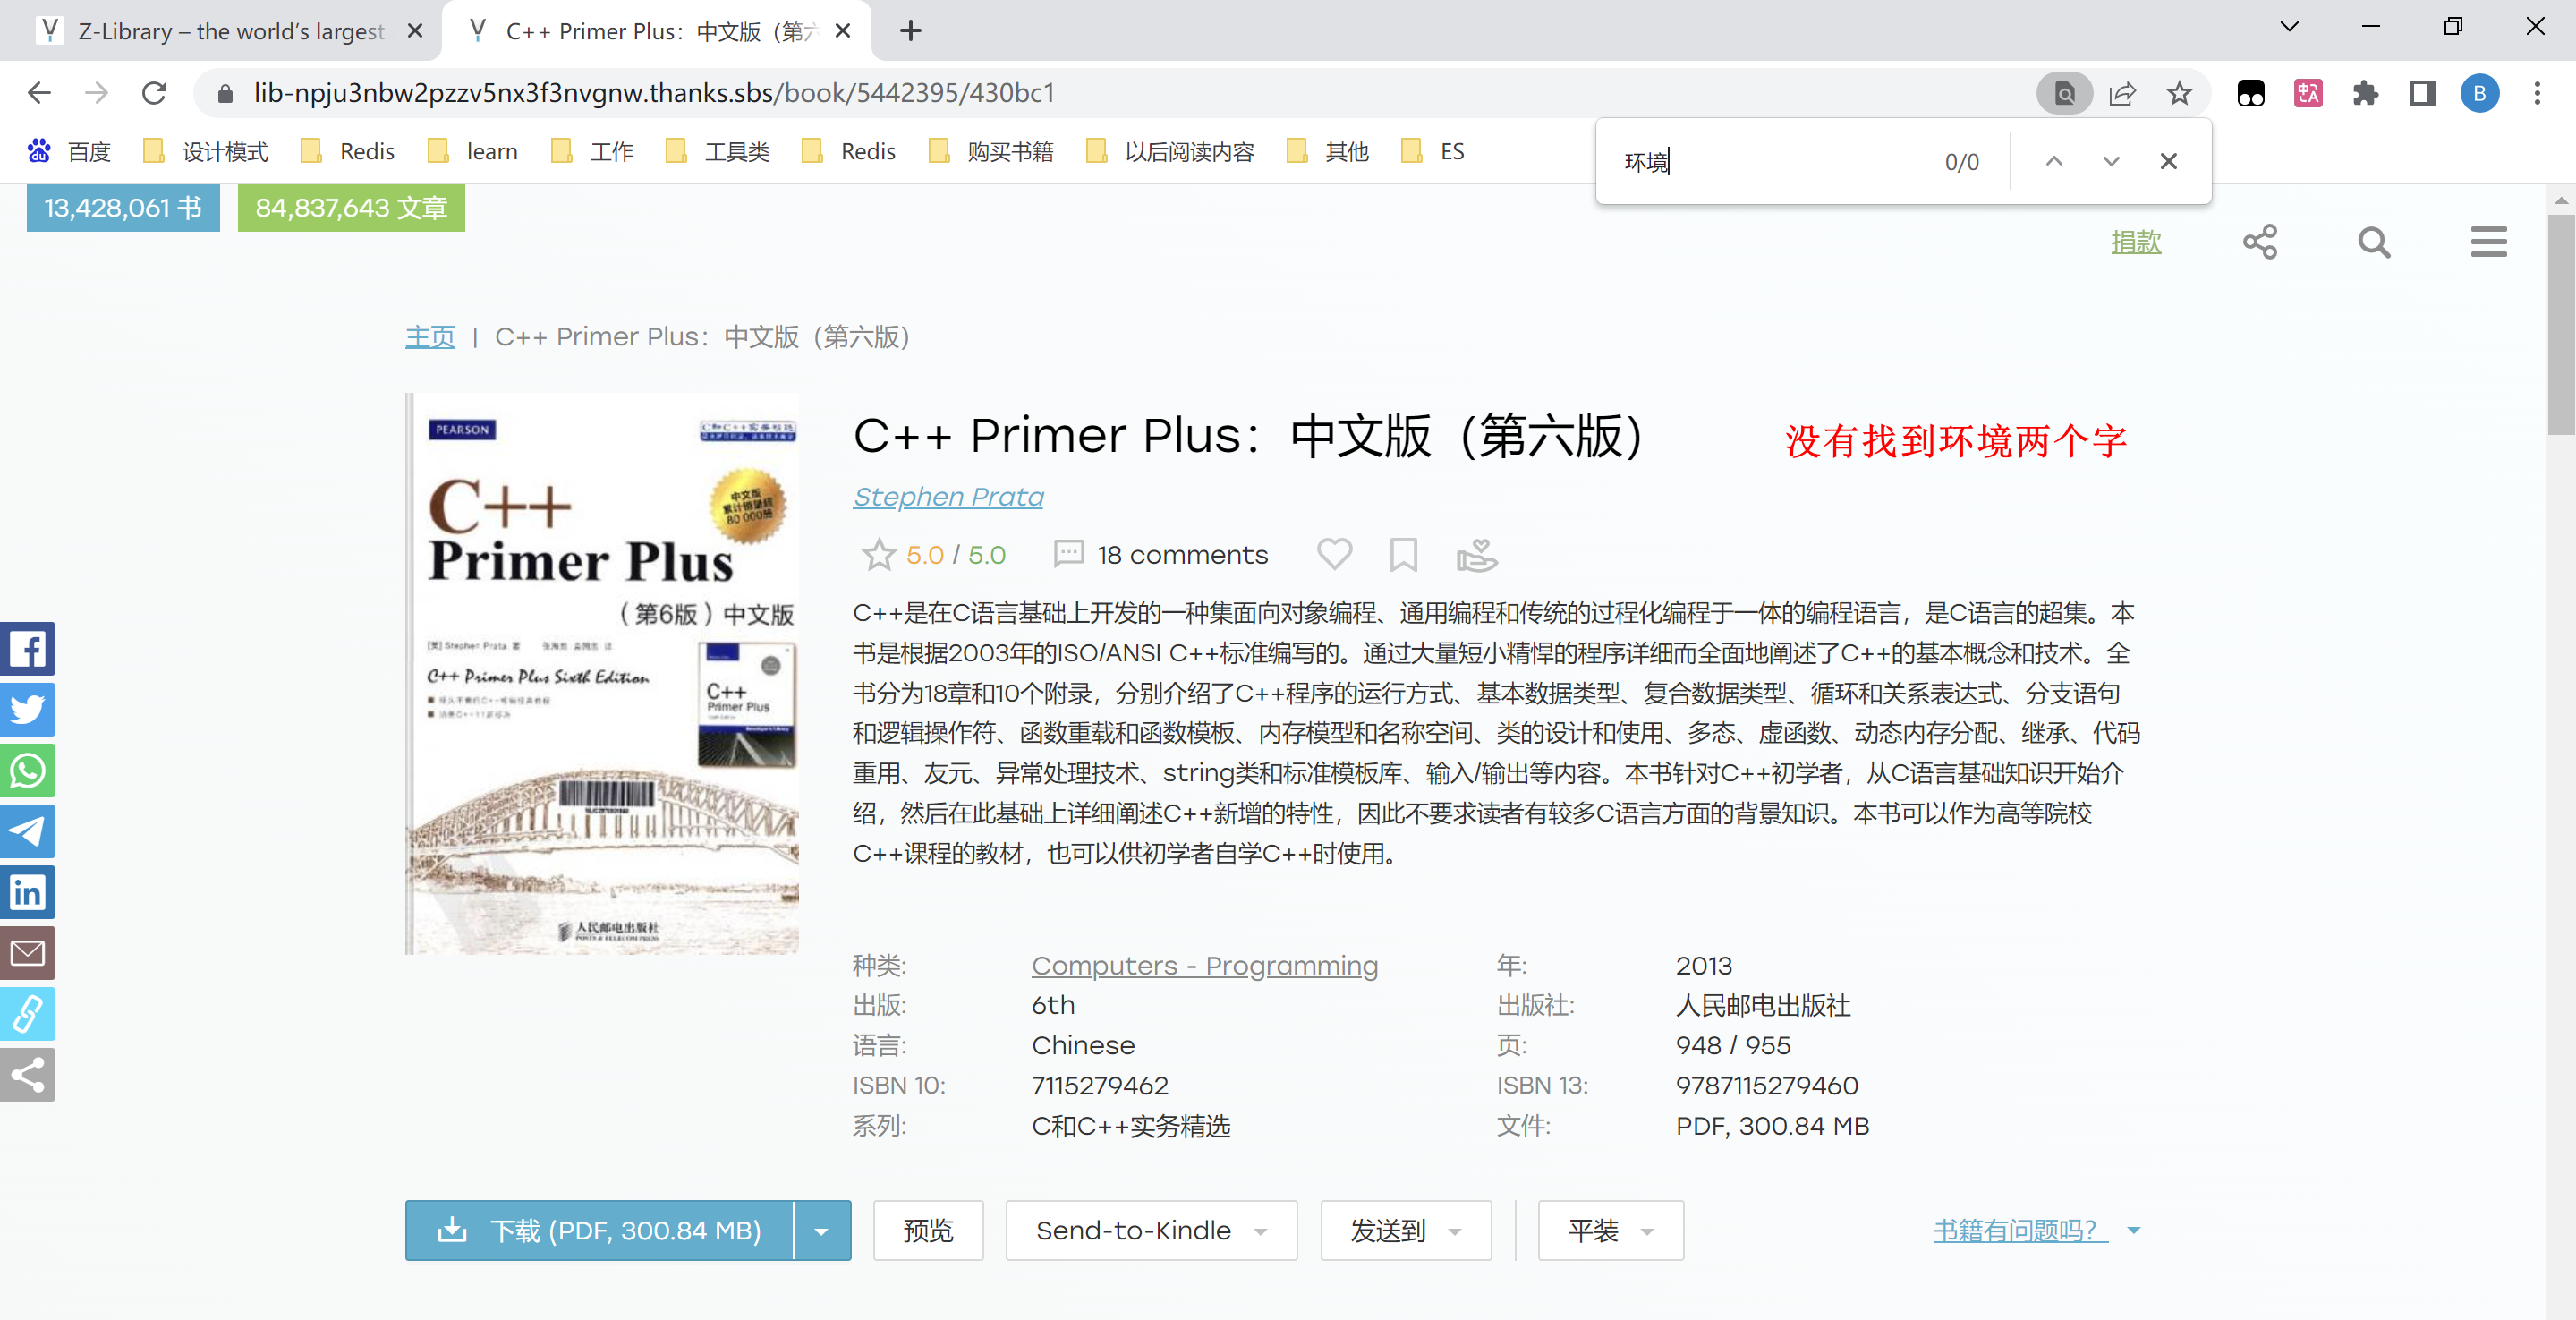 Z-Library – the world's largest
C++ Primer Plus：中文版（第六
lib-npju3nbw2pzzv5nx3f3nvgnw.thanks.sbs/book/5442395/430bc1
B
百度 设计模式 Redis learn 工作 工具类 Redis 购买书籍 以后阅读内容 其他 ES
环境 0/0
13,428,061 书 84,837,643 文章
捐款
主页 | C++ Primer Plus：中文版（第六版）
PEARSON
C++
Primer Plus
（第6版）中文版
中文版
累计销量超
80 000册
[美] Stephen Prata 著
C++ Primer Plus Sixth Edition
C++
Primer Plus
人民邮电出版社
POSTS & TELECOM PRESS
C++ Primer Plus：中文版（第六版）
没有找到环境两个字
Stephen Prata
5.0 / 5.0 18 comments
C++是在C语言基础上开发的一种集面向对象编程、通用编程和传统的过程化编程于一体的编程语言，是C语言的超集。本
书是根据2003年的ISO/ANSI C++标准编写的。通过大量短小精悍的程序详细而全面地阐述了C++的基本概念和技术。全
书分为18章和10个附录，分别介绍了C++程序的运行方式、基本数据类型、复合数据类型、循环和关系表达式、分支语句
和逻辑操作符、函数重载和函数模板、内存模型和名称空间、类的设计和使用、多态、虚函数、动态内存分配、继承、代码
重用、友元、异常处理技术、string类和标准模板库、输入/输出等内容。本书针对C++初学者，从C语言基础知识开始介
绍，然后在此基础上详细阐述C++新增的特性，因此不要求读者有较多C语言方面的背景知识。本书可以作为高等院校
C++课程的教材，也可以供初学者自学C++时使用。
种类: Computers - Programming 年: 2013
出版: 6th 出版社: 人民邮电出版社
语言: Chinese 页: 948 / 955
ISBN 10: 7115279462 ISBN 13: 9787115279460
系列: C和C++实务精选 文件: PDF, 300.84 MB
下载 (PDF, 300.84 MB) 预览 Send-to-Kindle 发送到 平装 书籍有问题吗？